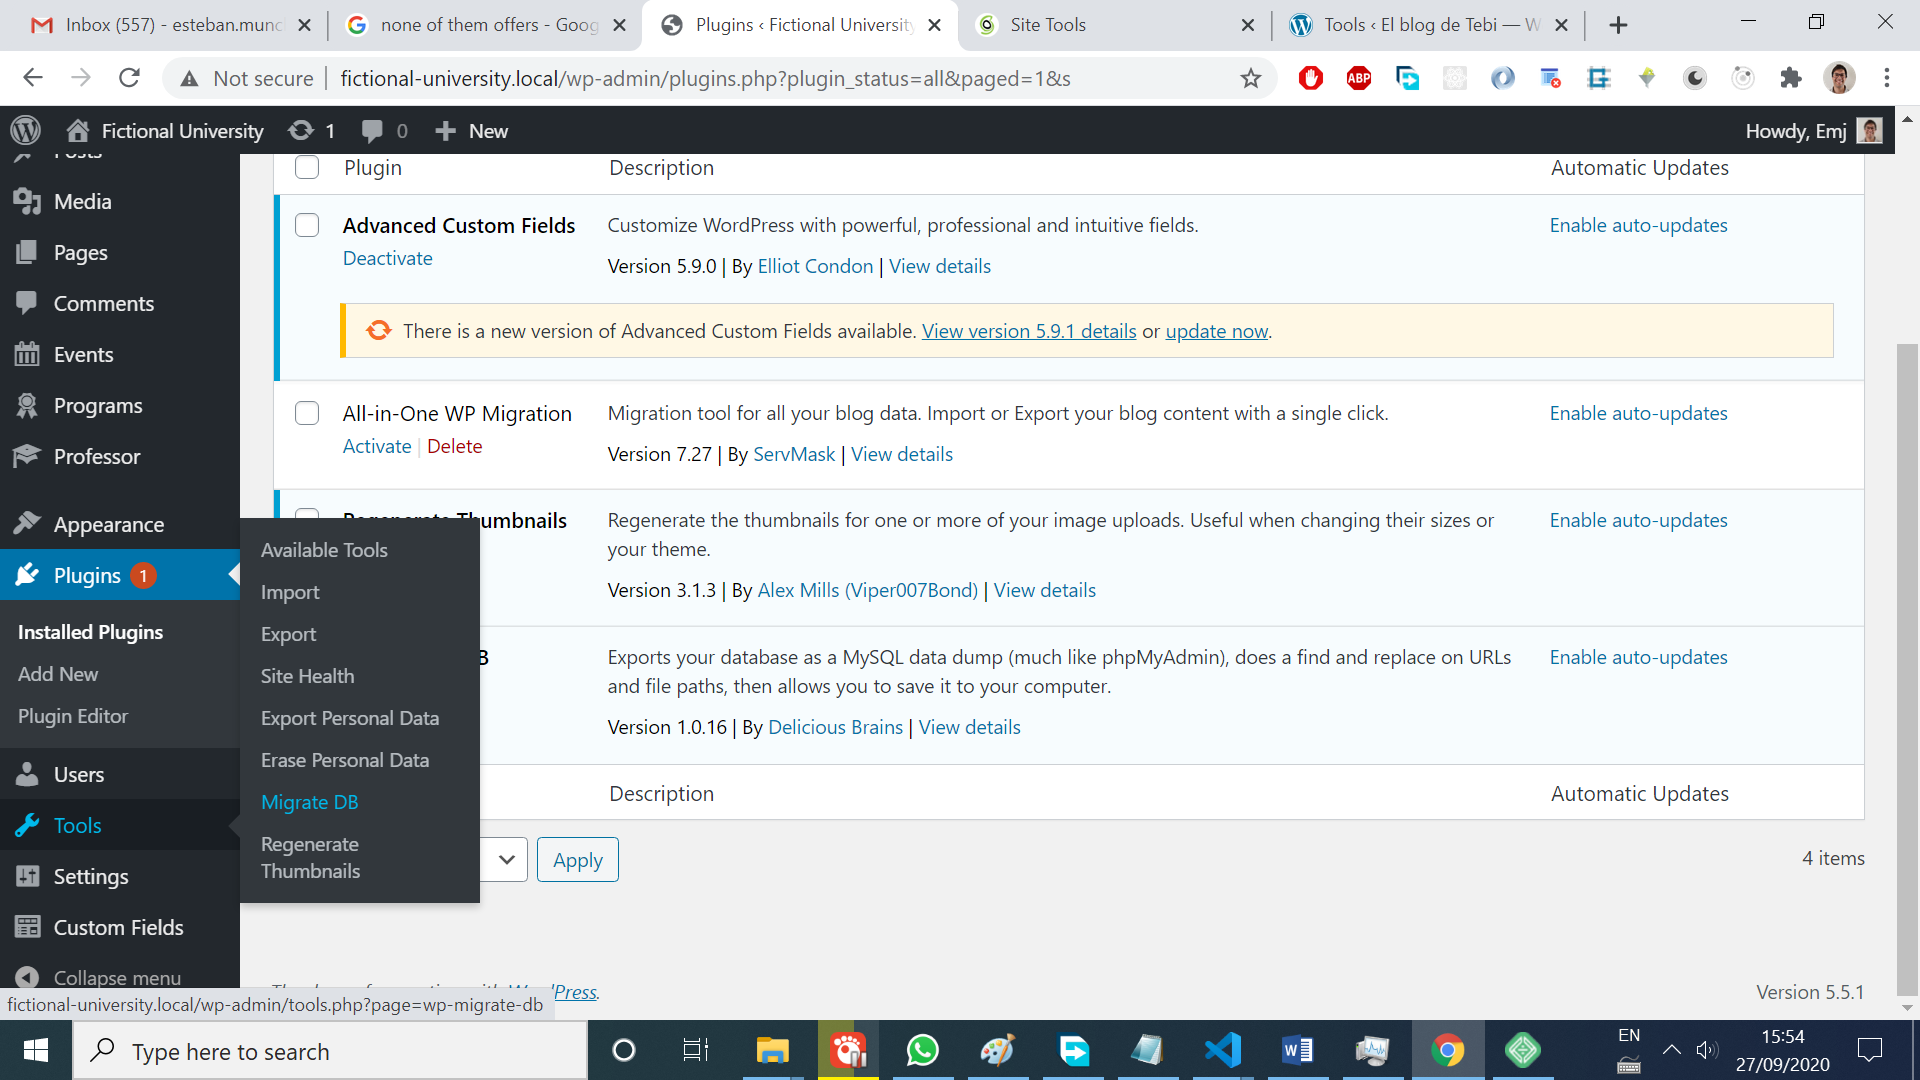 Inbox (557) - esteban.munc
none of them offers - Goog
Plugins ‹ Fictional University
Site Tools
Tools ‹ El blog de Tebi — W
Not secure
fictional-university.local/wp-admin/plugins.php?plugin_status=all&paged=1&s
ABP
Fictional University
1
0
New
Howdy, Emj
Posts
Media
Pages
Comments
Events
Programs
Professor
Appearance
Plugins 1
Installed Plugins
Add New
Plugin Editor
Users
Tools
Settings
Custom Fields
Collapse menu
Available Tools
Import
Export
Site Health
Export Personal Data
Erase Personal Data
Migrate DB
Regenerate
Thumbnails
Plugin
Description
Automatic Updates
Advanced Custom Fields
Deactivate
Customize WordPress with powerful, professional and intuitive fields.
Version 5.9.0 | By Elliot Condon | View details
Enable auto-updates
There is a new version of Advanced Custom Fields available. View version 5.9.1 details or update now.
All-in-One WP Migration
Activate | Delete
Migration tool for all your blog data. Import or Export your blog content with a single click.
Version 7.27 | By ServMask | View details
Enable auto-updates
Regenerate Thumbnails
Regenerate the thumbnails for one or more of your image uploads. Useful when changing their sizes or
your theme.
Version 3.1.3 | By Alex Mills (Viper007Bond) | View details
Enable auto-updates
B
Exports your database as a MySQL data dump (much like phpMyAdmin), does a find and replace on URLs
and file paths, then allows you to save it to your computer.
Version 1.0.16 | By Delicious Brains | View details
Enable auto-updates
Description
Automatic Updates
Apply
4 items
Press.
Version 5.5.1
fictional-university.local/wp-admin/tools.php?page=wp-migrate-db
Type here to search
EN
15:54
27/09/2020